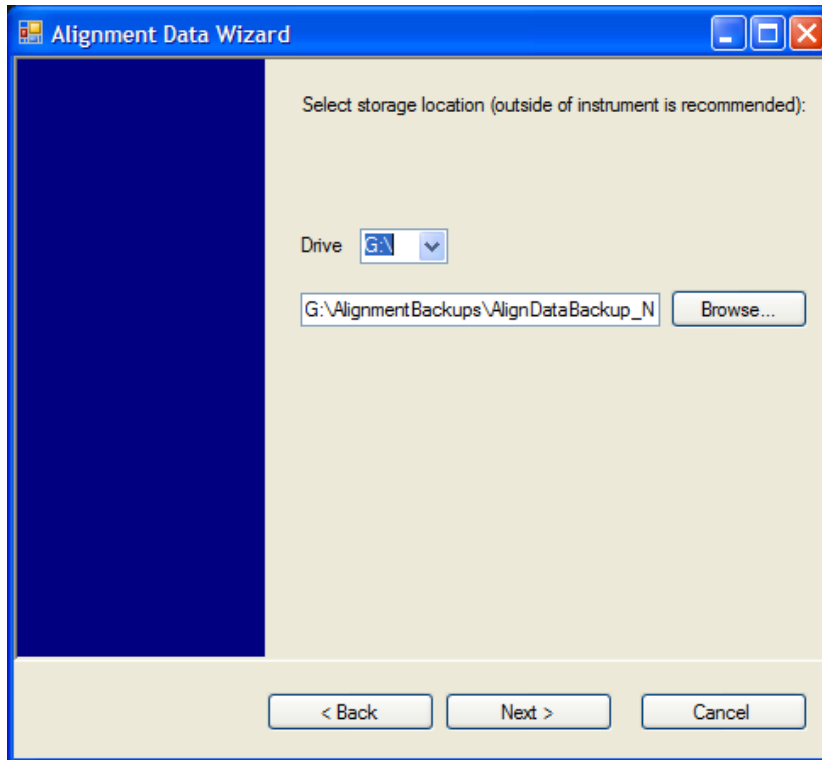 Alignment Data Wizard
Select storage location (outside of instrument is recommended):
Drive G:\
G:\AlignmentBackups\AlignDataBackup_N Browse...
< Back Next > Cancel